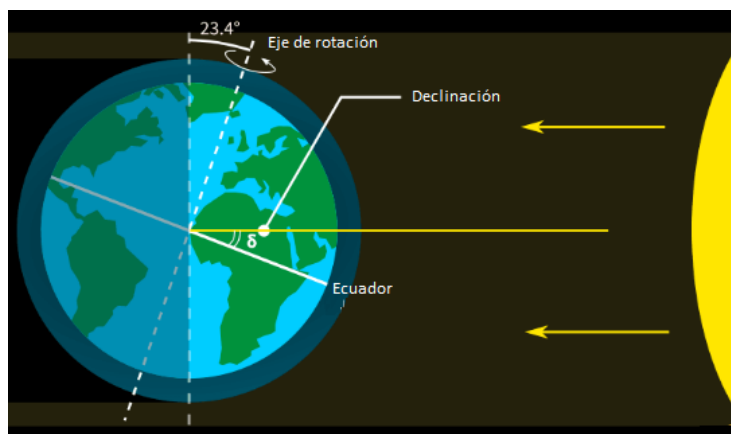 23.4°
Eje de rotación
Declinación
δ
Ecuador